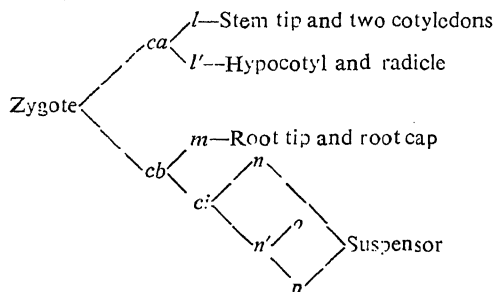 l—Stem tip and two cotyledons
ca
l'—Hypocotyl and radicle
Zygote
m—Root tip and root cap
cb
n
ci
o
n' Suspensor
p